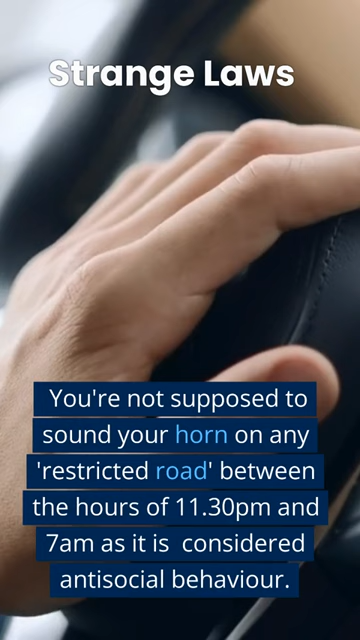 Strange Laws
You're not supposed to
sound your horn on any
'restricted road' between
the hours of 11.30pm and
7am as it is considered
antisocial behaviour.